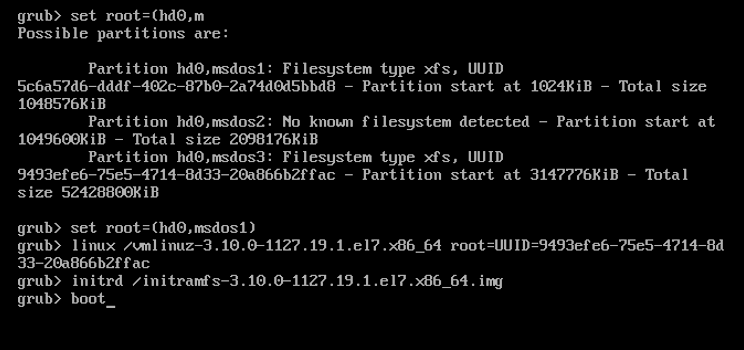 grub> set root=(hd0,m
Possible partitions are:
Partition hd0,msdos1: Filesystem type xfs, UUID
5c6a57d6-dddf-402c-87b0-2a74d0d5bbd8 - Partition start at 1024KiB - Total size
1048576KiB
Partition hd0,msdos2: No known filesystem detected - Partition start at
1049600KiB - Total size 2098176KiB
Partition hd0,msdos3: Filesystem type xfs, UUID
9493efe6-75e5-4714-8d33-20a866b2ffac - Partition start at 3147776KiB - Total
size 52428800KiB
grub> set root=(hd0,msdos1)
grub> linux /vmlinuz-3.10.0-1127.19.1.el7.x86_64 root=UUID=9493efe6-75e5-4714-8d
33-20a866b2ffac
grub> initrd /initramfs-3.10.0-1127.19.1.el7.x86_64.img
grub> boot_